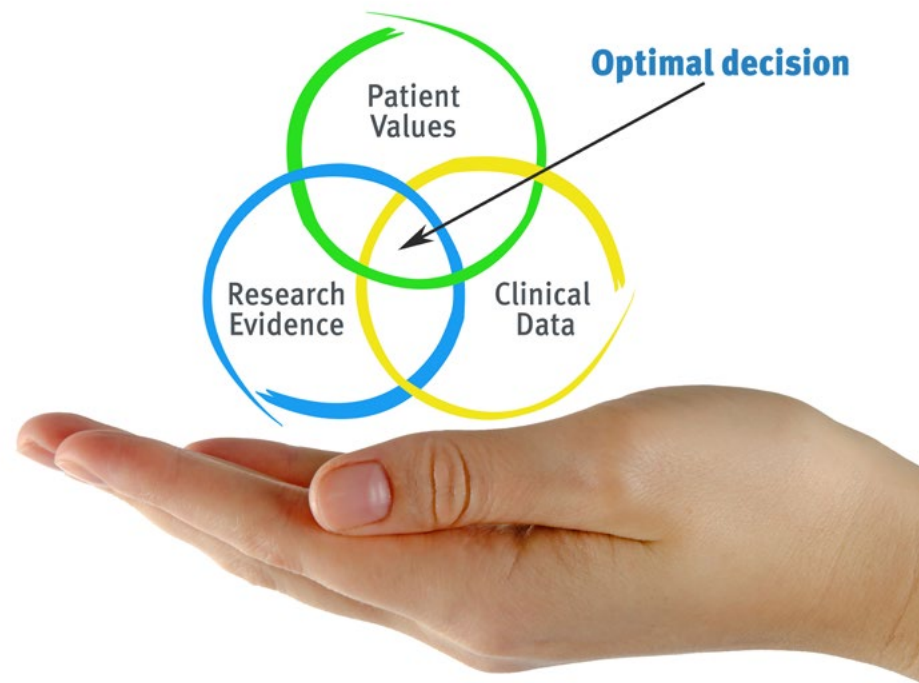 Optimal decision
Patient
Values
Research
Evidence
Clinical
Data